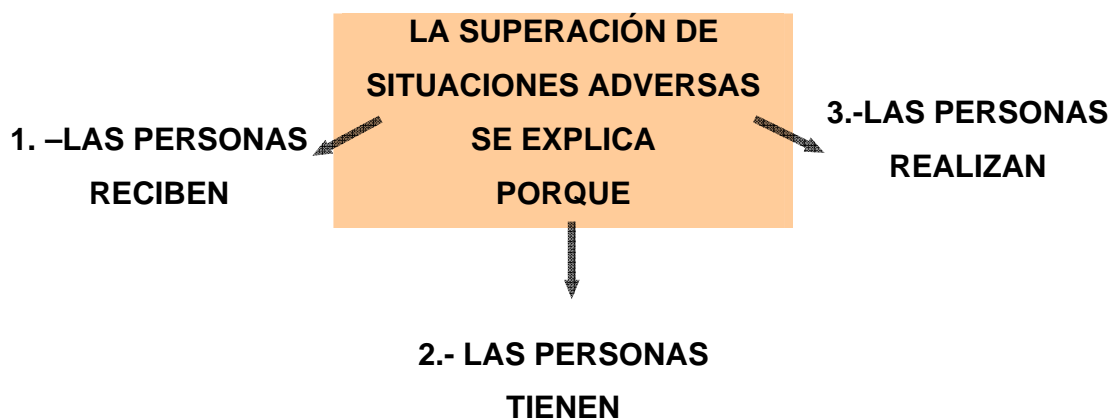 LA SUPERACIÓN DE
SITUACIONES ADVERSAS
SE EXPLICA
PORQUE
1. –LAS PERSONAS
RECIBEN
2.- LAS PERSONAS
TIENEN
3.-LAS PERSONAS
REALIZAN